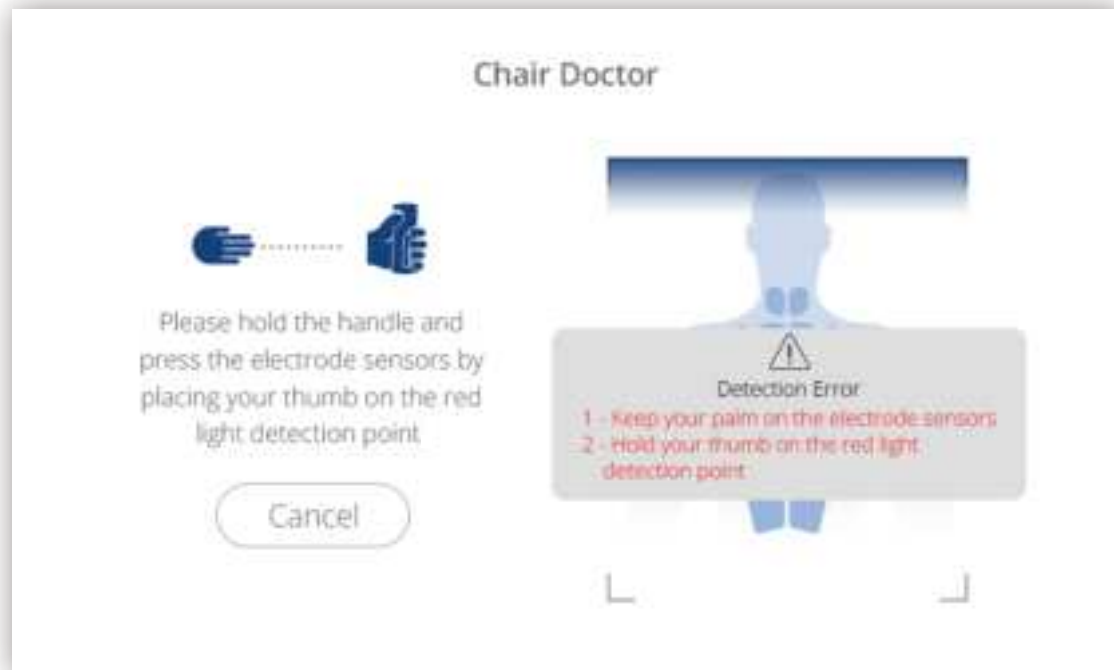 Chair Doctor
Please hold the handle and
press the electrode sensors by
placing your thumb on the red
light detection point
Cancel
Detection Error
1 - Keep your palm on the electrode sensors
2 - Hold your thumb on the red light
detection point